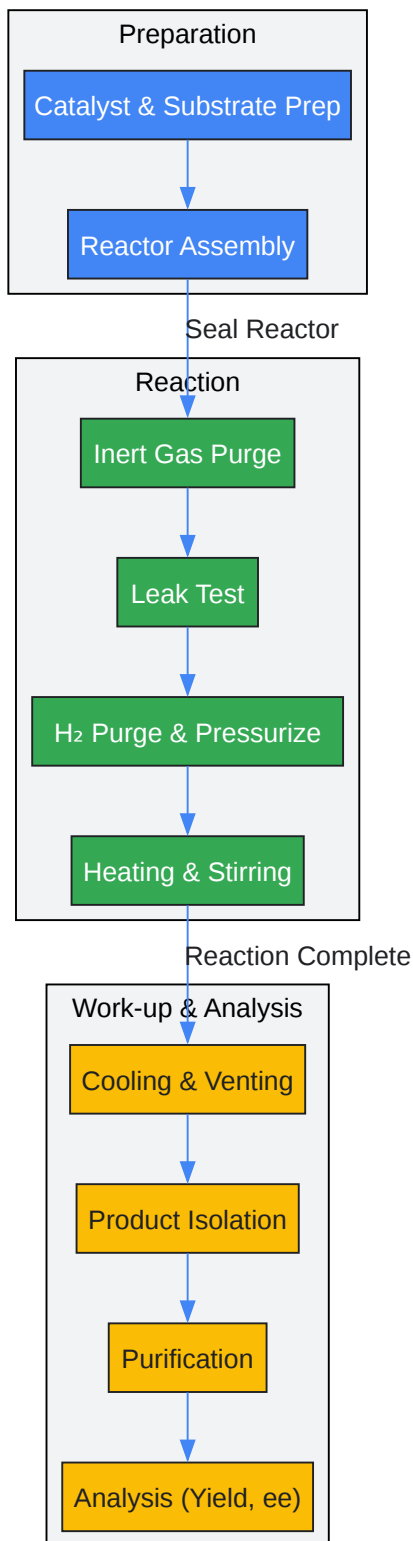 Preparation
Catalyst & Substrate Prep
Reactor Assembly
Seal Reactor
Reaction
Inert Gas Purge
Leak Test
H₂ Purge & Pressurize
Heating & Stirring
Reaction Complete
Work-up & Analysis
Cooling & Venting
Product Isolation
Purification
Analysis (Yield, ee)